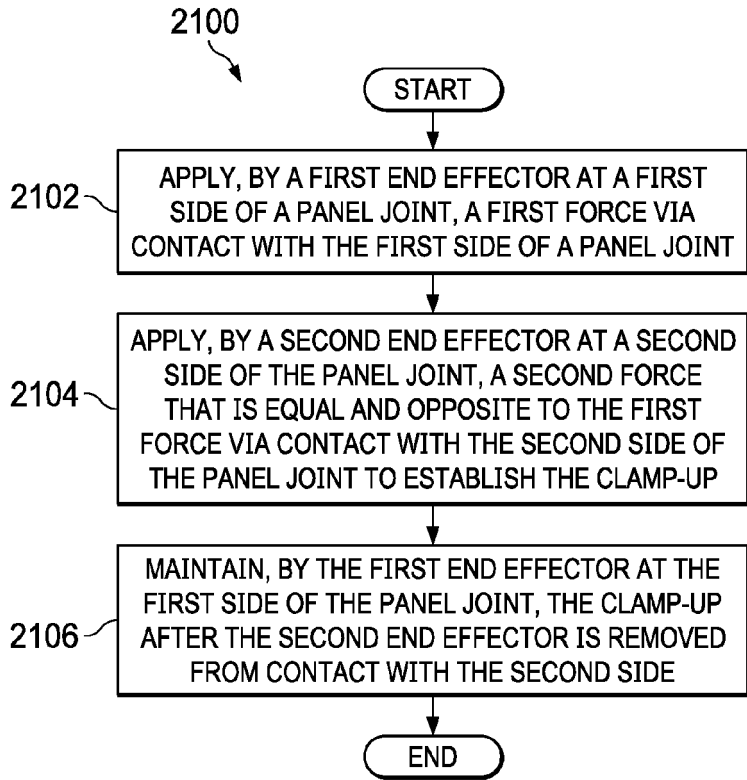 2100
START
2102
APPLY, BY A FIRST END EFFECTOR AT A FIRST
SIDE OF A PANEL JOINT, A FIRST FORCE VIA
CONTACT WITH THE FIRST SIDE OF A PANEL JOINT
2104
APPLY, BY A SECOND END EFFECTOR AT A SECOND
SIDE OF THE PANEL JOINT, A SECOND FORCE
THAT IS EQUAL AND OPPOSITE TO THE FIRST
FORCE VIA CONTACT WITH THE SECOND SIDE OF
THE PANEL JOINT TO ESTABLISH THE CLAMP-UP
2106
MAINTAIN, BY THE FIRST END EFFECTOR AT THE
FIRST SIDE OF THE PANEL JOINT, THE CLAMP-UP
AFTER THE SECOND END EFFECTOR IS REMOVED
FROM CONTACT WITH THE SECOND SIDE
END